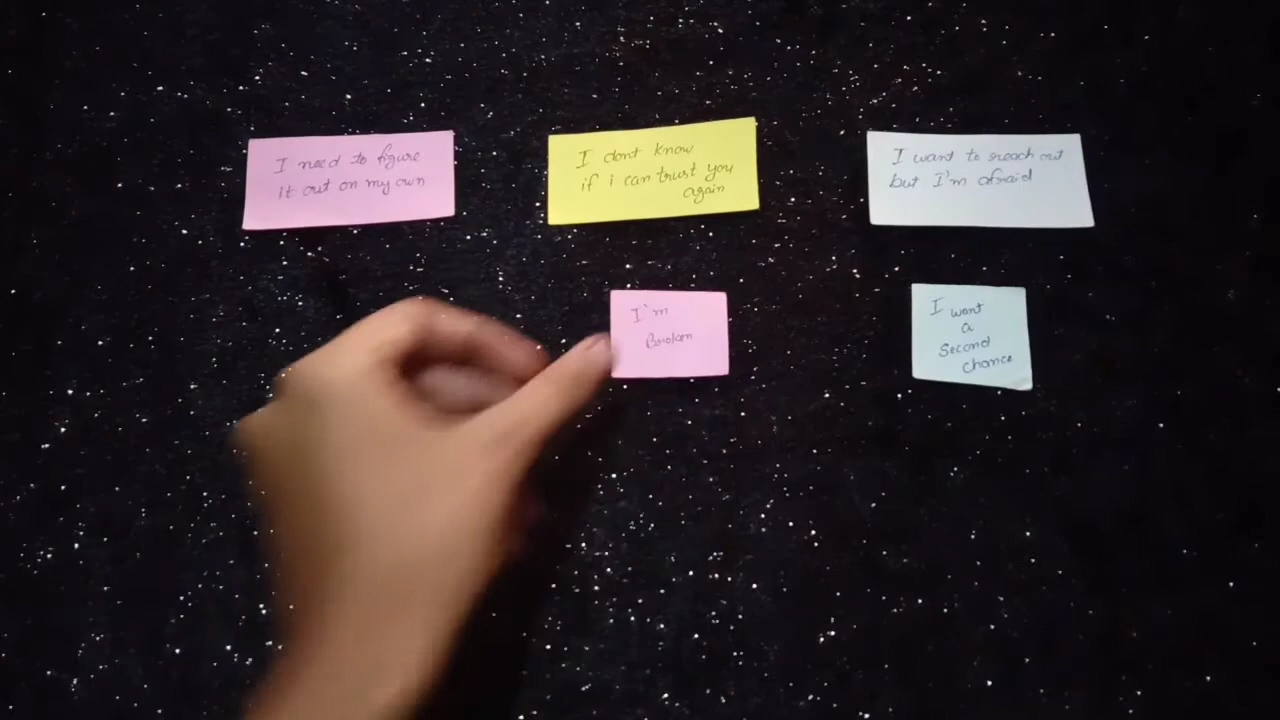 I need to figure
it out on my own
I dont know
if i can trust you
again
I want to reach out
but I'm afraid
I'm
Broken
I want
a
Second
chance